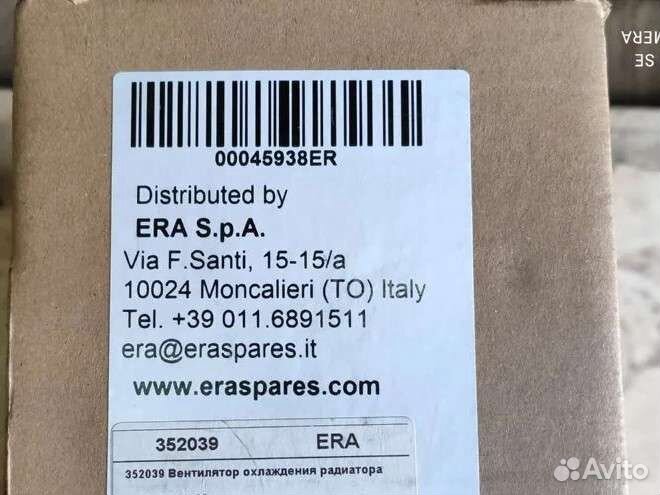 00045938ER
Distributed by
ERA S.p.A.
Via F.Santi, 15-15/a
10024 Moncalieri (TO) Italy
Tel. +39 011.6891511
era@eraspares.it
www.eraspares.com
352039 ERA
352039 Вентилятор охлаждения радиатора
Avito